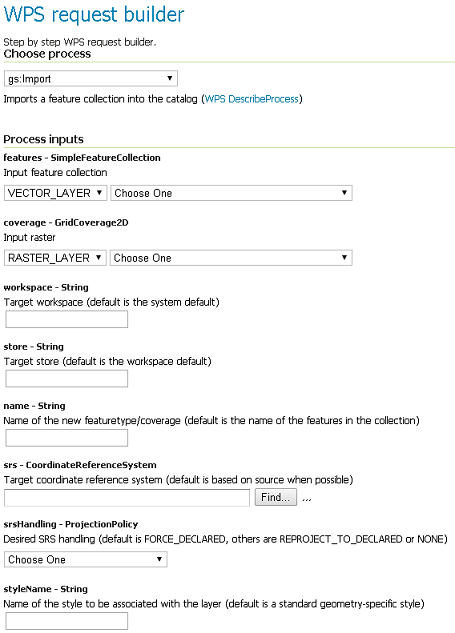 WPS request builder
Step by step WPS request builder.
Choose process
gs:Import
Imports a feature collection into the catalog (WPS DescribeProcess)
Process inputs
features - SimpleFeatureCollection
Input feature collection
VECTOR_LAYER Choose One
coverage - GridCoverage2D
Input raster
RASTER_LAYER Choose One
workspace - String
Target workspace (default is the system default)
store - String
Target store (default is the workspace default)
name - String
Name of the new featuretype/coverage (default is the name of the features in the collection)
srs - CoordinateReferenceSystem
Target coordinate reference system (default is based on source when possible)
Find... ...
srsHandling - ProjectionPolicy
Desired SRS handling (default is FORCE_DECLARED, others are REPROJECT_TO_DECLARED or NONE)
Choose One
styleName - String
Name of the style to be associated with the layer (default is a standard geometry-specific style)